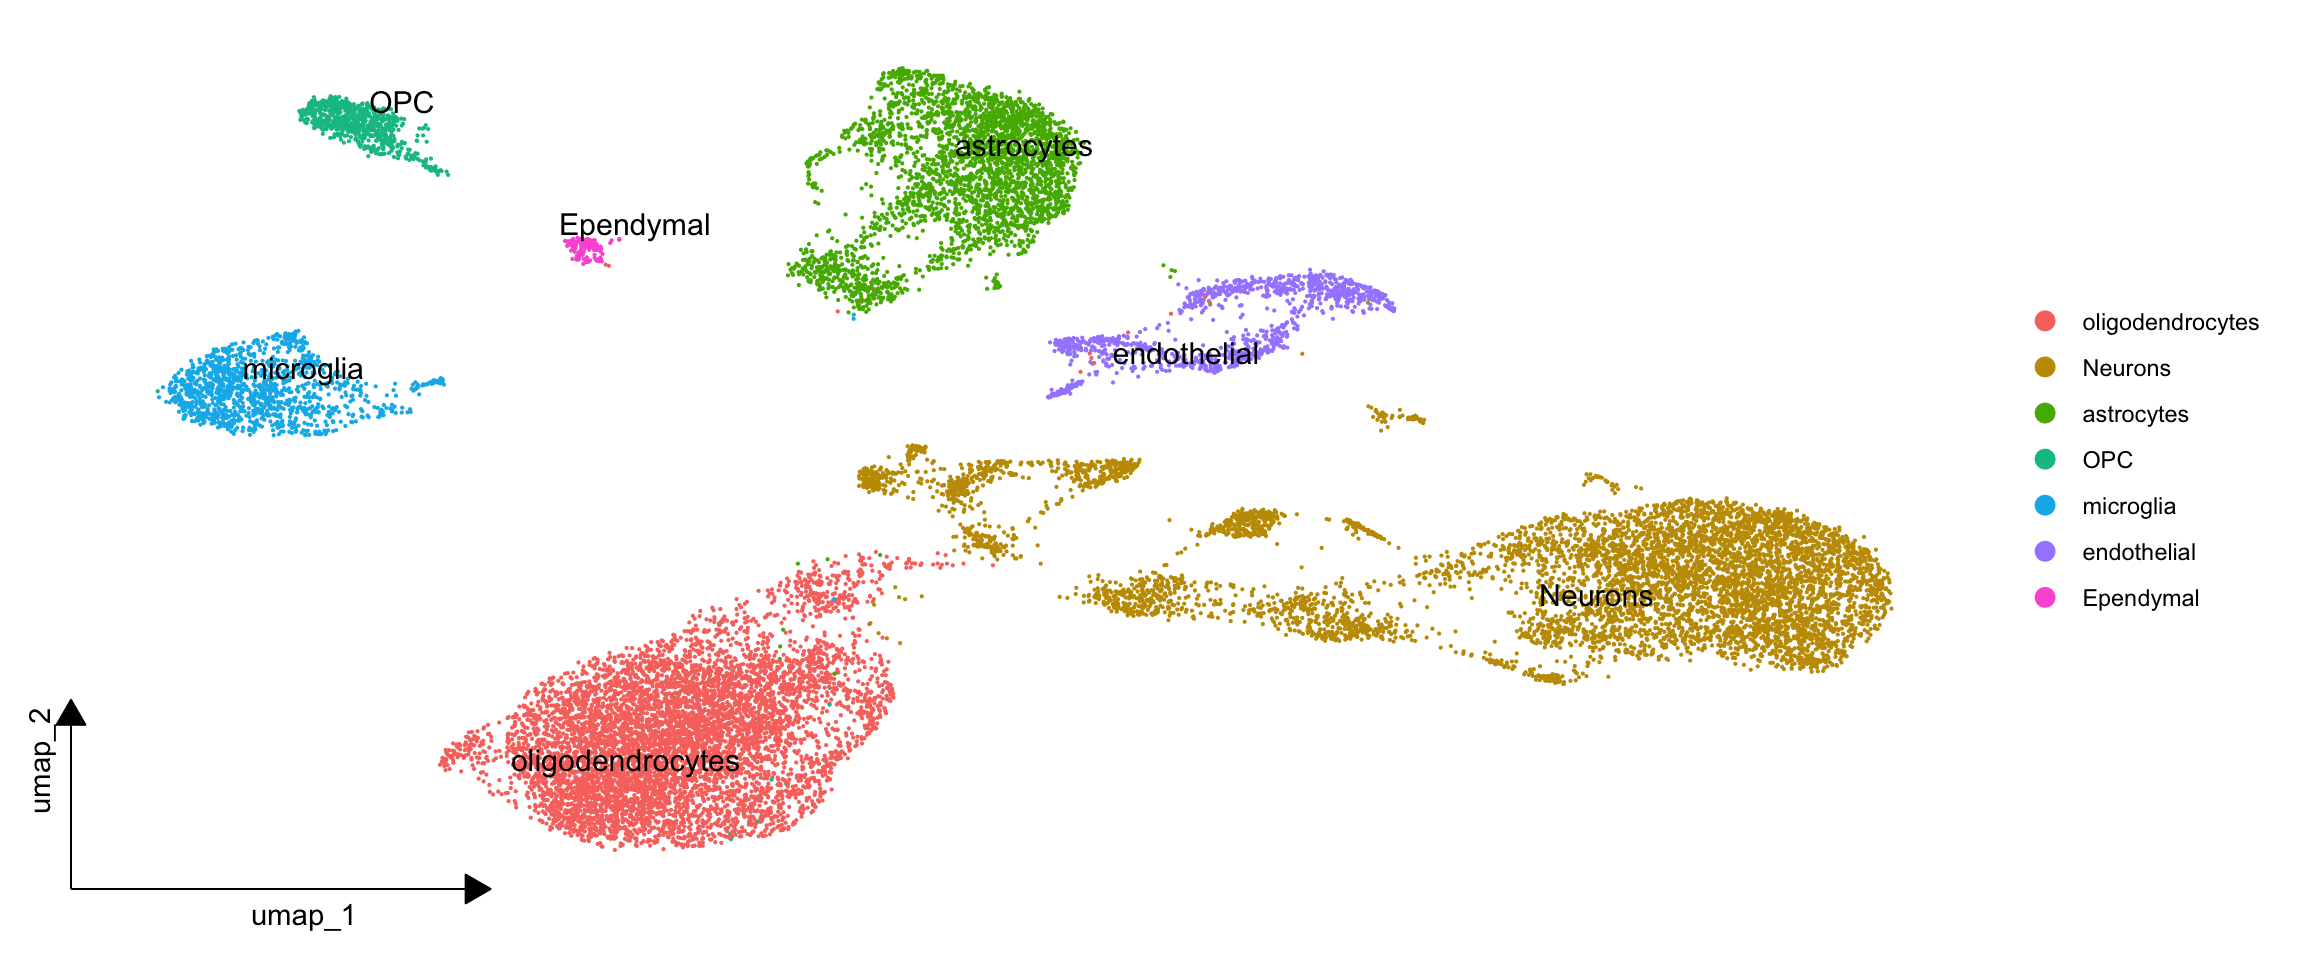 OPC
astrocytes
Ependymal
endothelial
microglia
Neurons
oligodendrocytes
umap_2
umap_1
oligodendrocytes
Neurons
astrocytes
OPC
microglia
endothelial
Ependymal